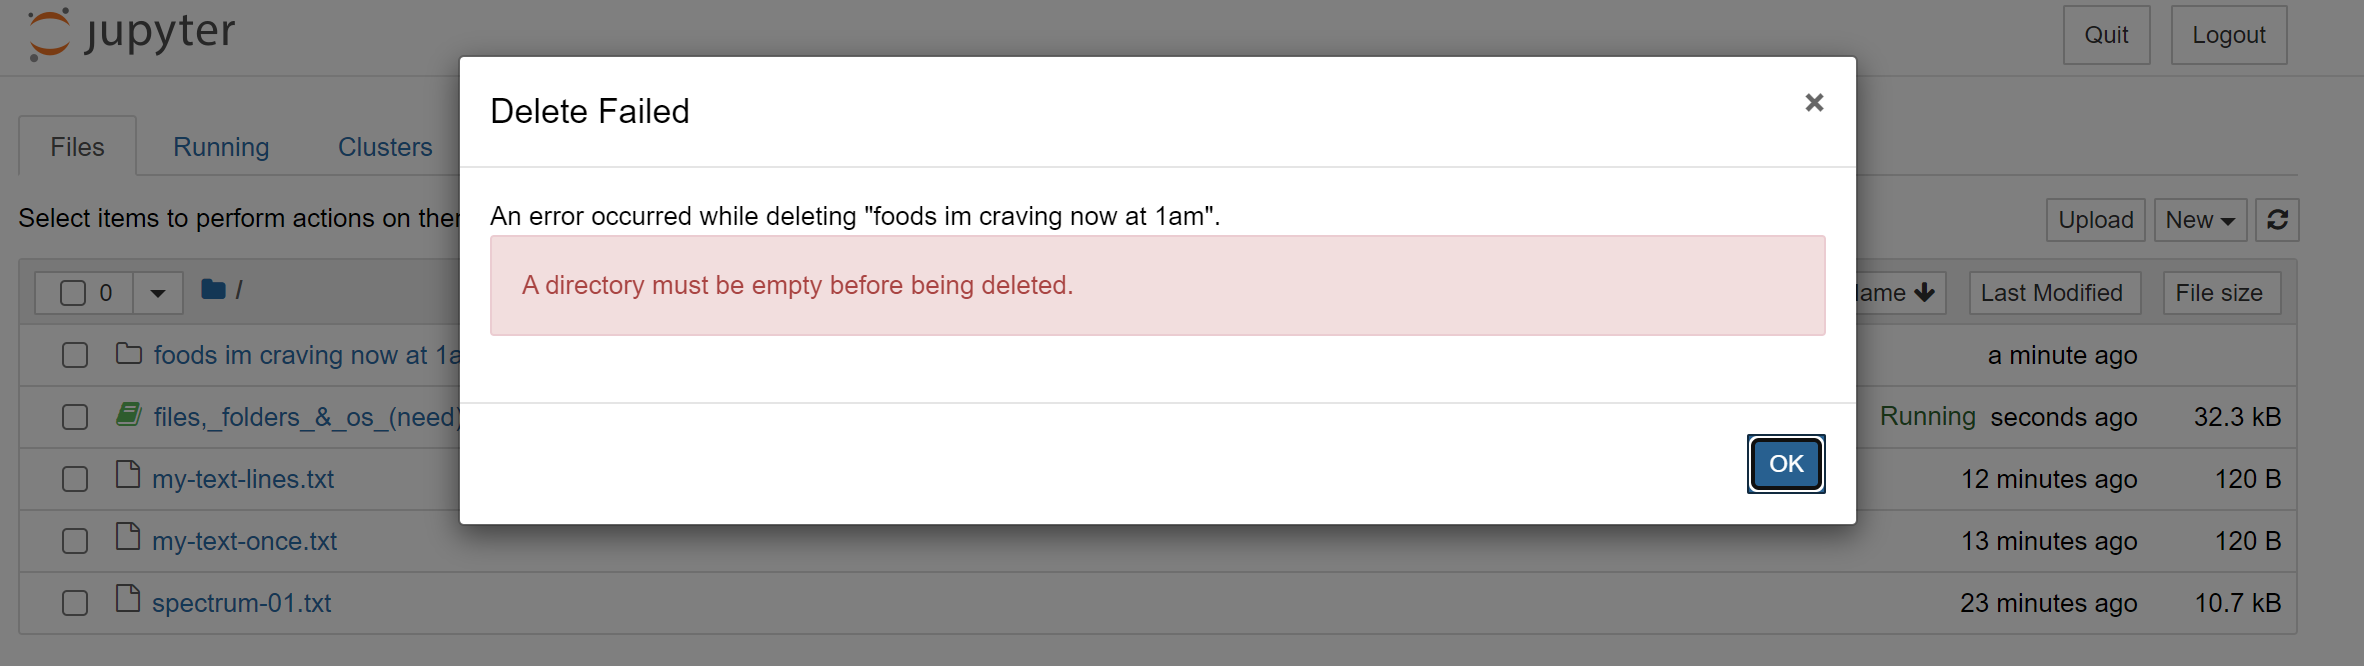 jupyter
Quit
Logout
Delete Failed
×
Files
Running
Clusters
Select items to perform actions on ther
An error occurred while deleting "foods im craving now at 1am".
Upload
New
A directory must be empty before being deleted.
0
/
lame
Last Modified
File size
foods im craving now at 1a
a minute ago
files,_folders_&_os_(need)
Running
seconds ago
32.3 kB
OK
my-text-lines.txt
12 minutes ago
120 B
my-text-once.txt
13 minutes ago
120 B
spectrum-01.txt
23 minutes ago
10.7 kB